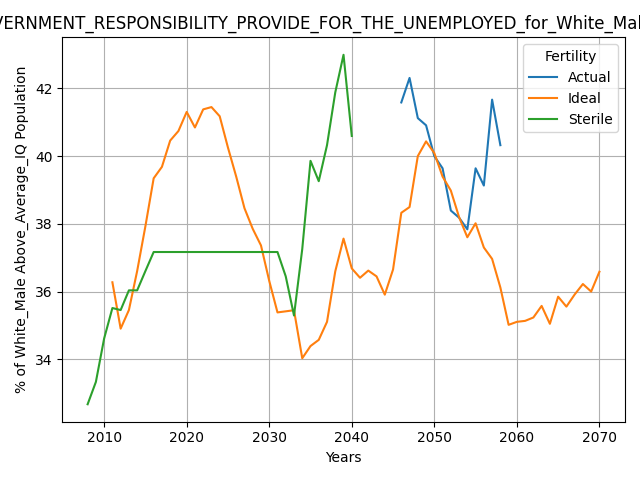 VERNMENT_RESPONSIBILITY_PROVIDE_FOR_THE_UNEMPLOYED_for_White_Mal
Fertility
Actual
Ideal
Sterile
% of White_Male Above_Average_IQ Population
42
40
38
36
34
2010 2020 2030 2040 2050 2060 2070
Years